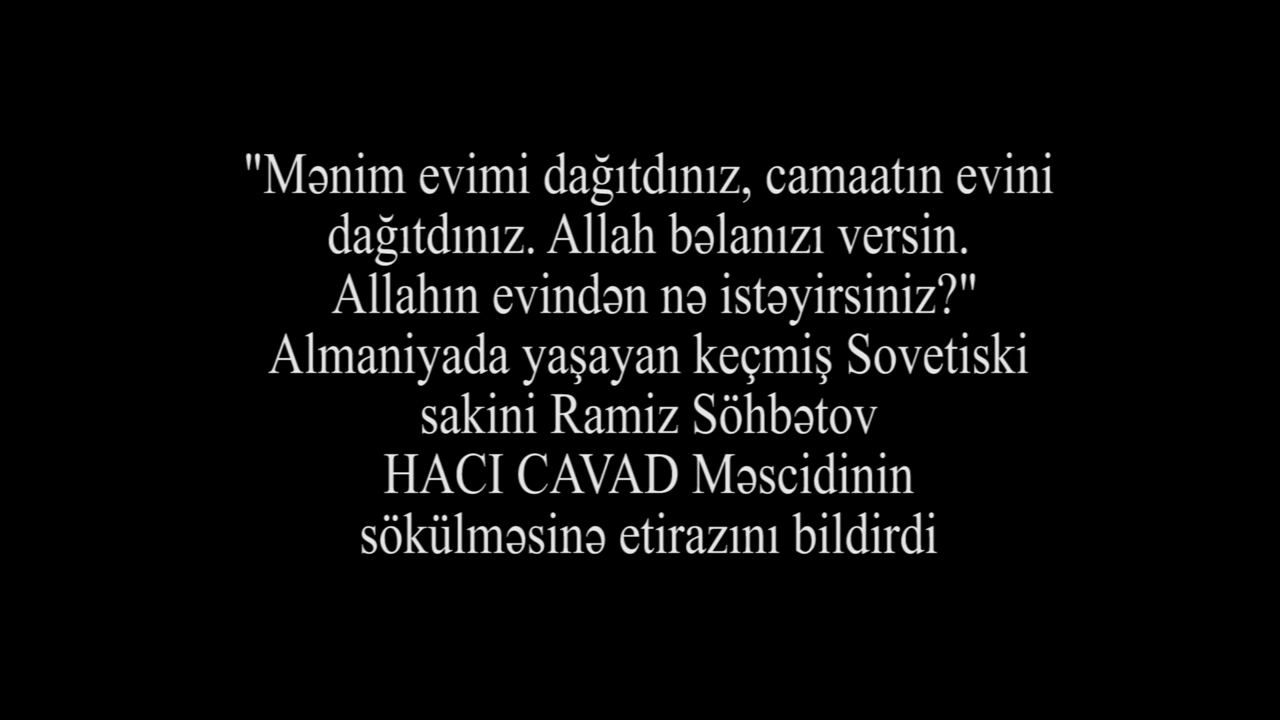 "Mənim evimi dağıtdınız, camaatın evini
dağıtdınız. Allah bəlanızı versin.
Allahın evindən nə istəyirsiniz?"
Almaniyada yaşayan keçmiş Sovetiski
sakini Ramiz Söhbətov
HACI CAVAD Məscidinin
sökülməsinə etirazını bildirdi